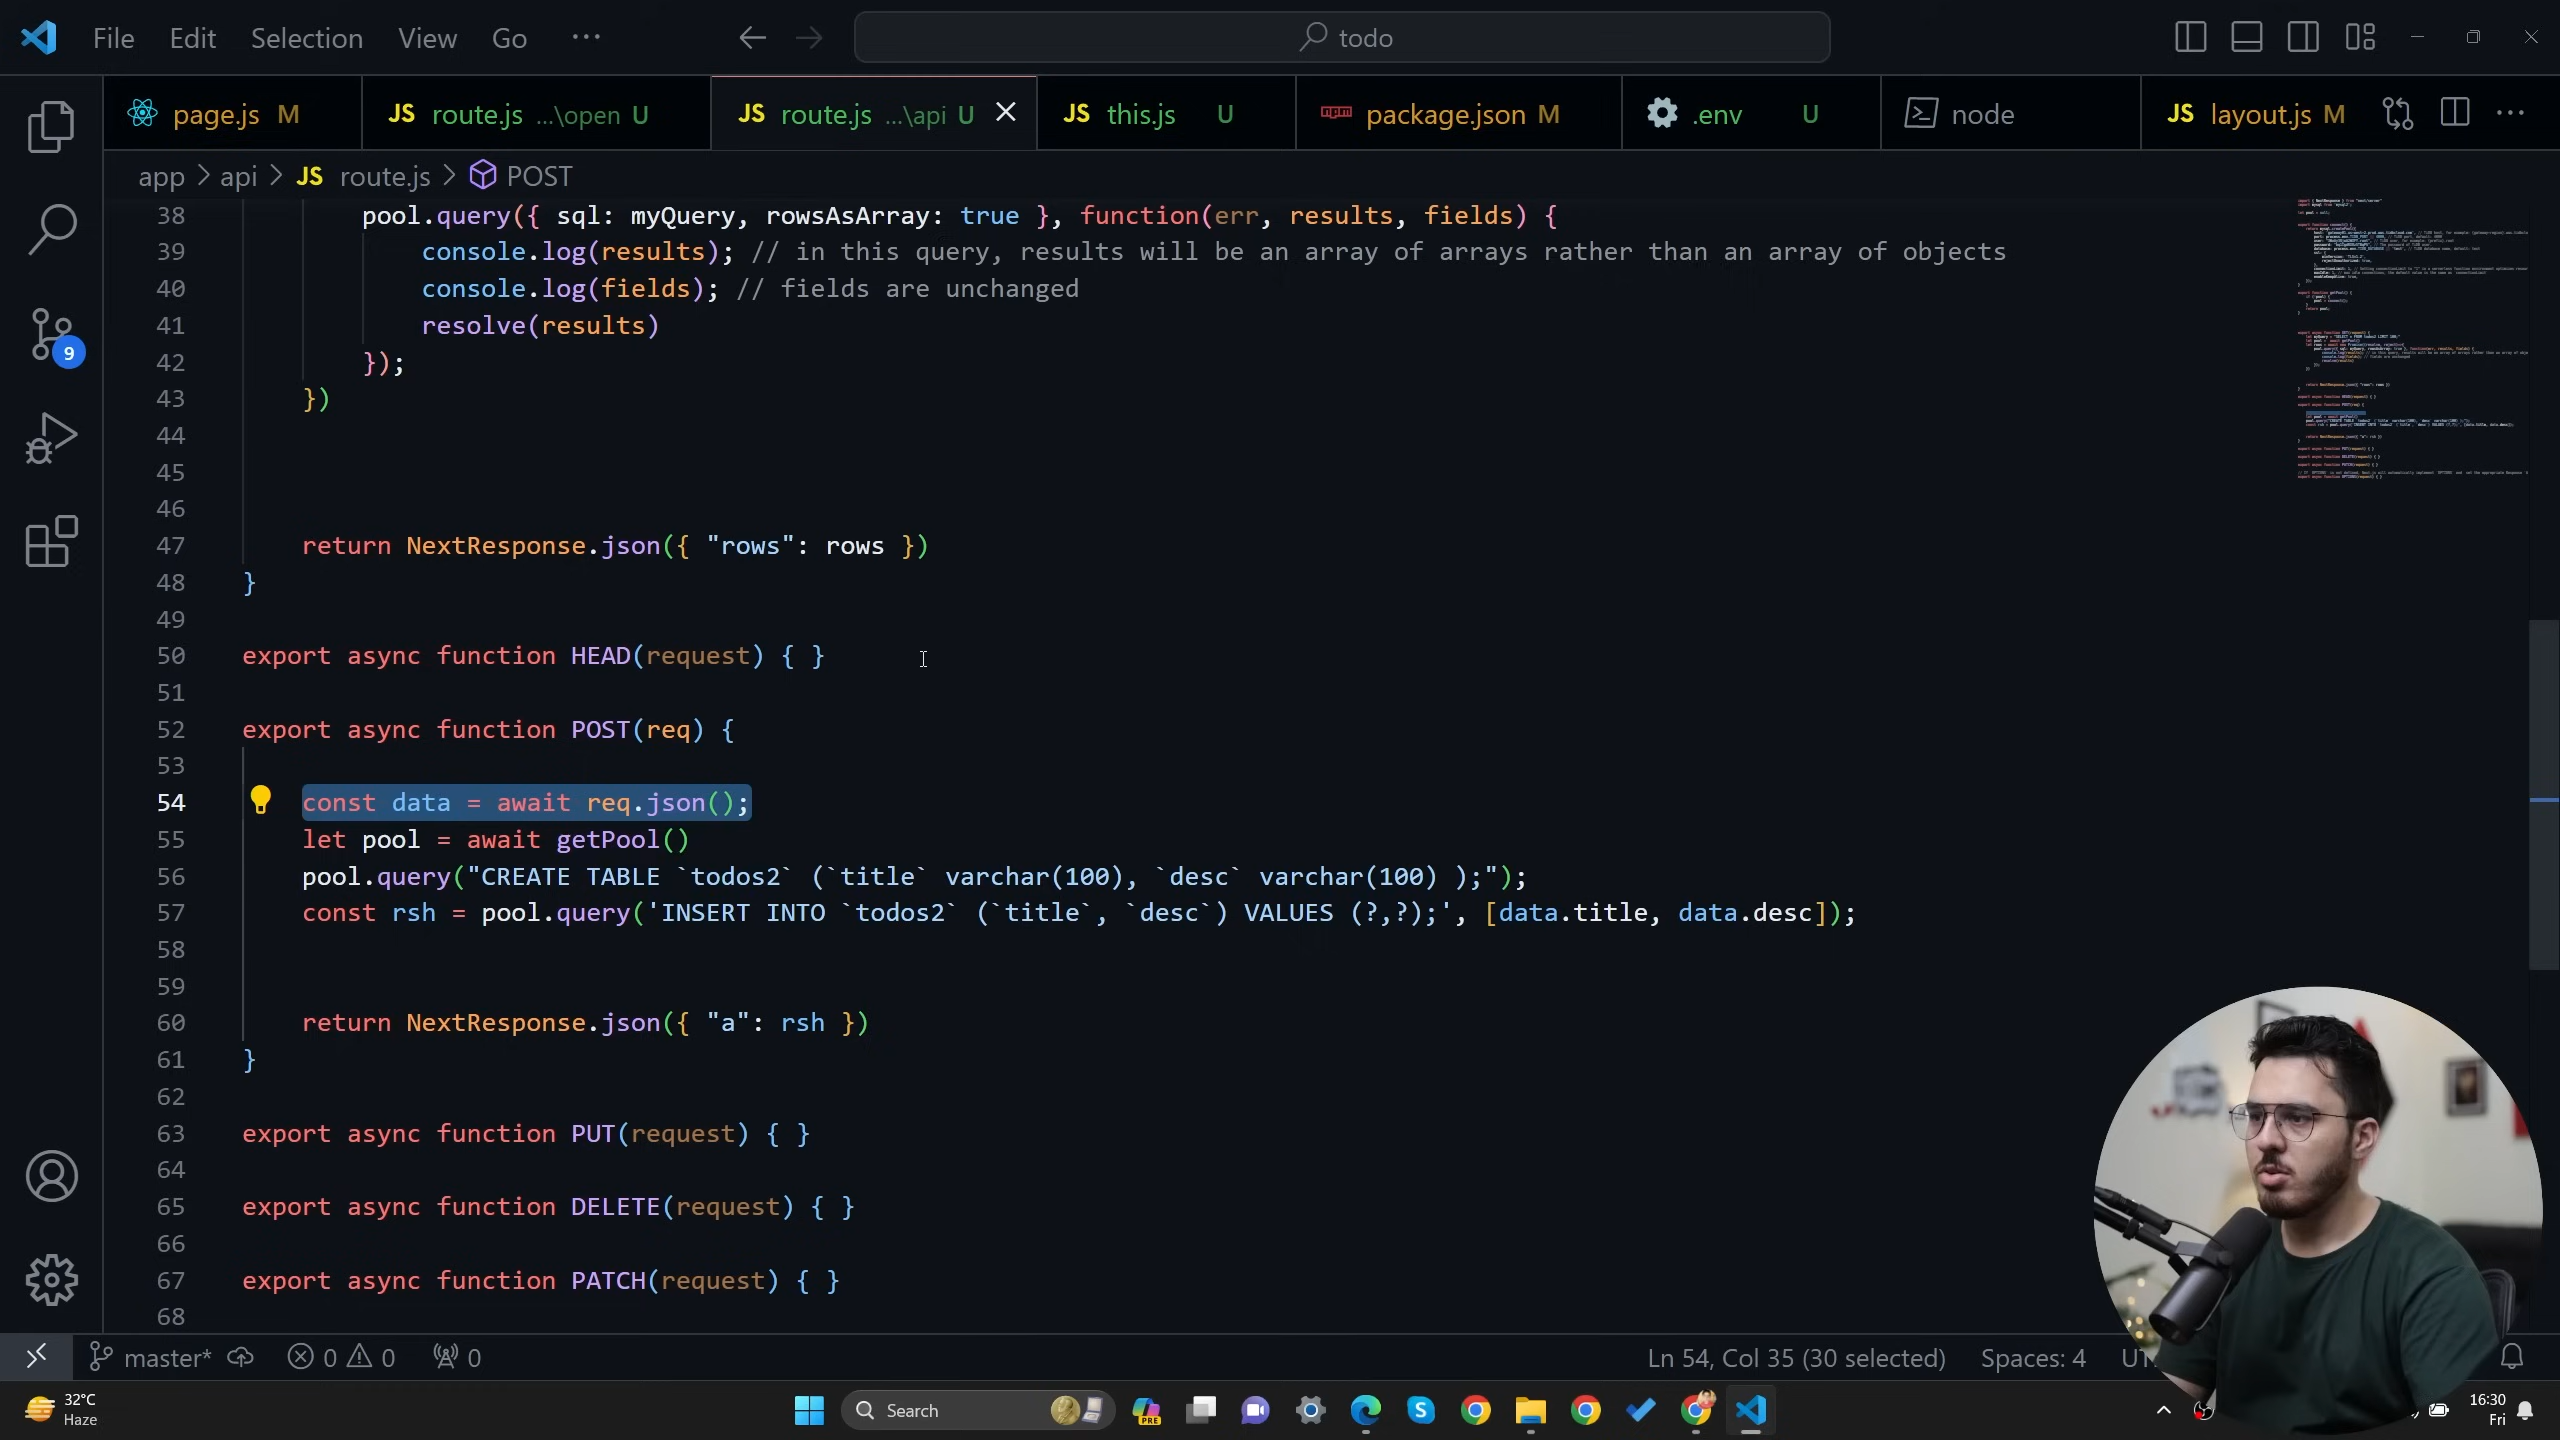 File Edit Selection View Go ··· todo
page.js M JS route.js ...\open U JS route.js ...\api U JS this.js U package.json M .env U node JS layout.js M
app > api > JS route.js > POST
38 pool.query({ sql: myQuery, rowsAsArray: true }, function(err, results, fields) {
39 console.log(results); // in this query, results will be an array of arrays rather than an array of objects
40 console.log(fields); // fields are unchanged
41 resolve(results)
42 });
43 })
44
45
46
47 return NextResponse.json({ "rows": rows })
48 }
49
50 export async function HEAD(request) { }
51
52 export async function POST(req) {
53
54 const data = await req.json();
55 let pool = await getPool()
56 pool.query("CREATE TABLE `todos2` (`title` varchar(100), `desc` varchar(100) );");
57 const rsh = pool.query('INSERT INTO `todos2` (`title`, `desc`) VALUES (?,?);', [data.title, data.desc]);
58
59
60 return NextResponse.json({ "a": rsh })
61 }
62
63 export async function PUT(request) { }
64
65 export async function DELETE(request) { }
66
67 export async function PATCH(request) { }
68
9
master* 0 0 0 Ln 54, Col 35 (30 selected) Spaces: 4
32°C
Haze
Search
PRE
16:30
Fri